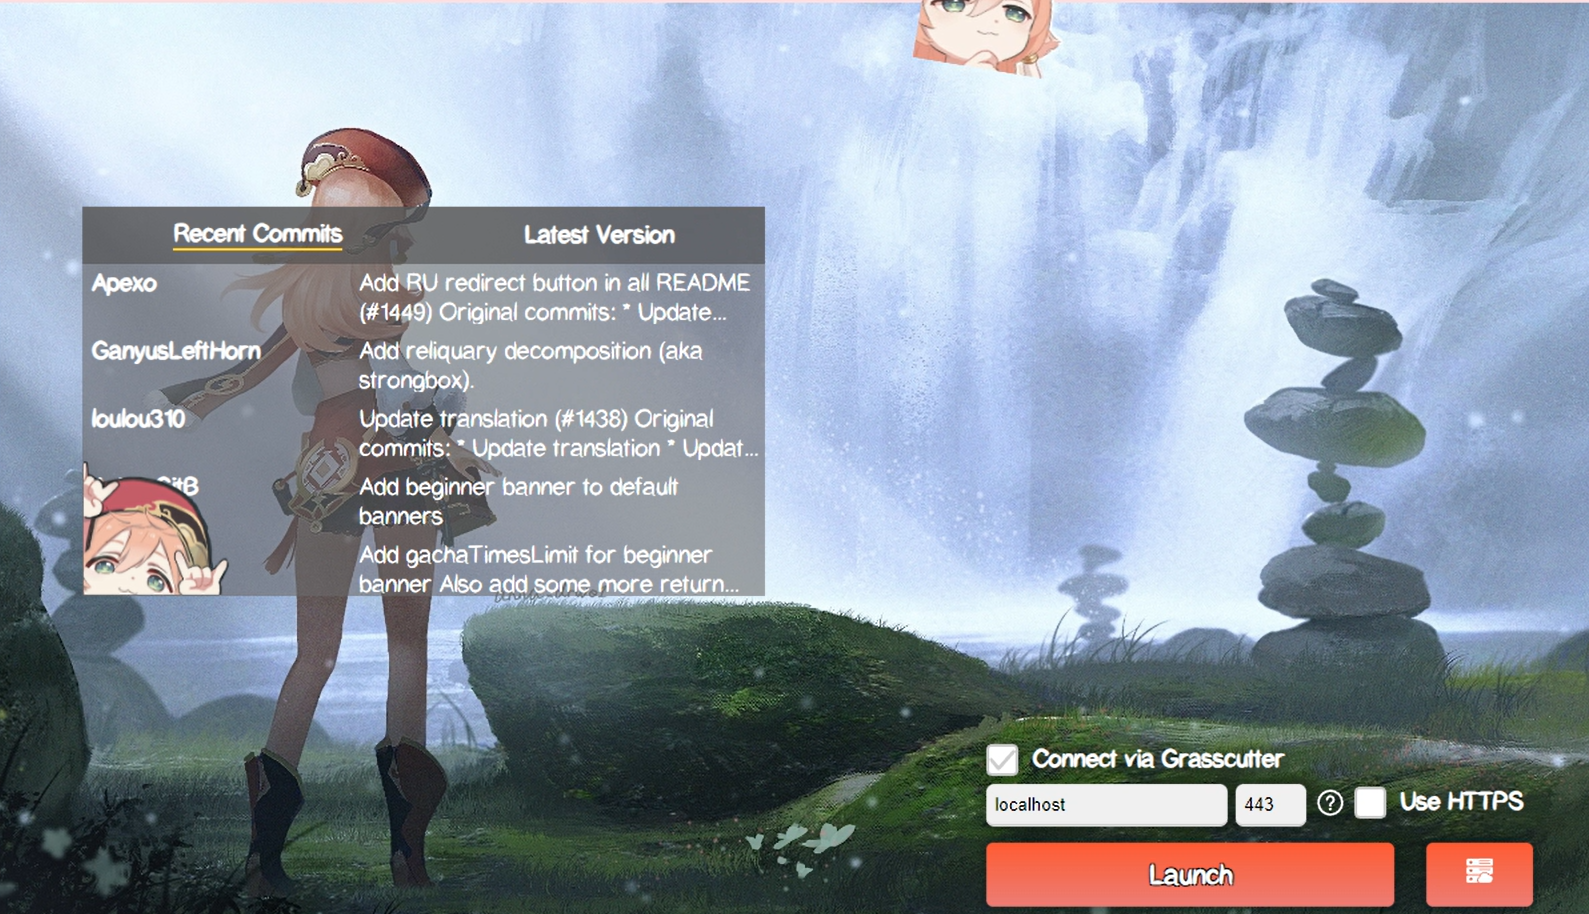 Recent Commits
Latest Version
Apexo
Add RU redirect button in all README
(#1449) Original commits: * Update...
GanyusLeftHorn
Add reliquary decomposition (aka
strongbox).
loulou310
Update translation (#1438) Original
commits: * Update translation * Updat...
Add beginner banner to default
banners
Add gachaTimesLimit for beginner
banner Also add some more return...
Connect via Grasscutter
localhost
443
?
Use HTTPS
Launch